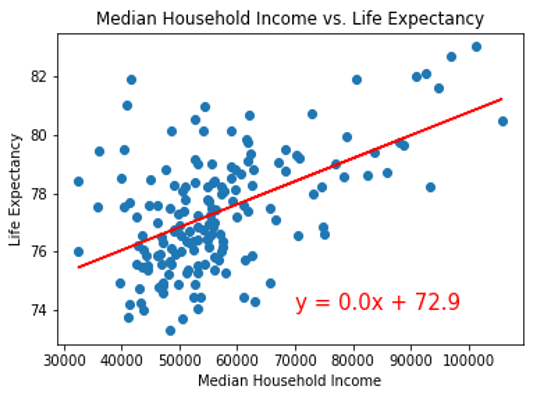 Median Household Income vs. Life Expectancy
Life Expectancy
82
80
78
76
74
y = 0.0x + 72.9
30000 40000 50000 60000 70000 80000 90000 100000
Median Household Income